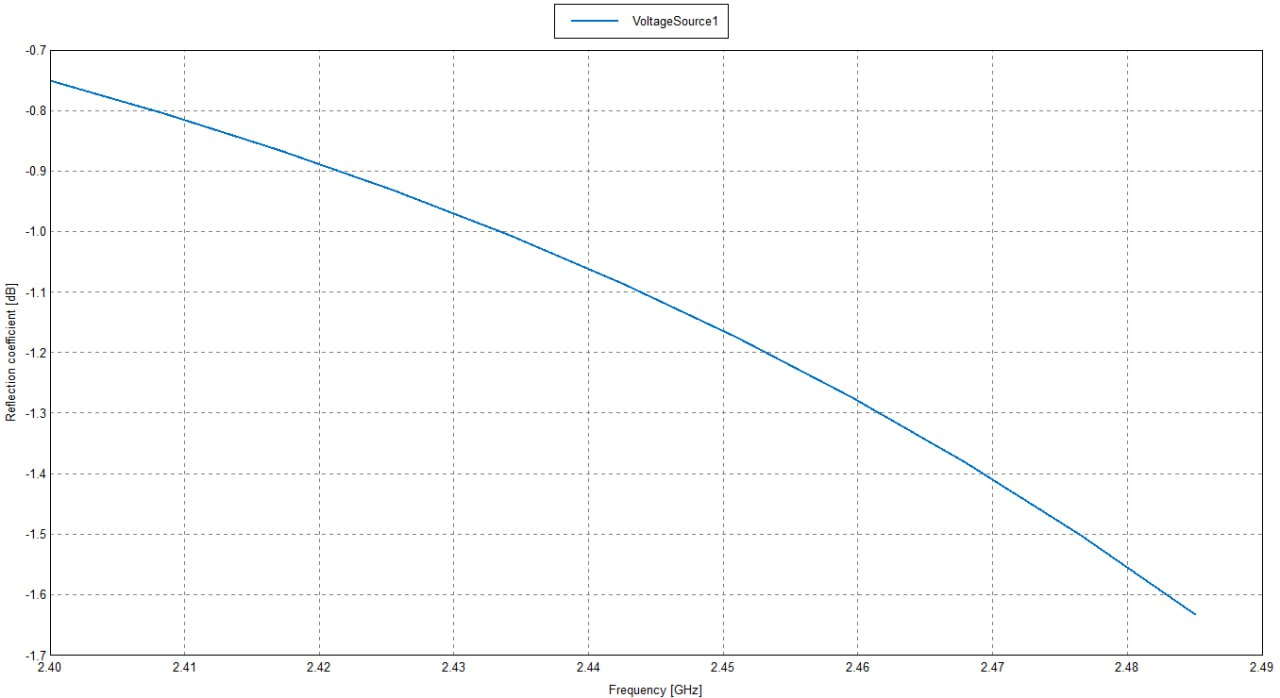 VoltageSource1
-0.7
-0.8
-0.9
-1.0
-1.1
-1.2
-1.3
-1.4
-1.5
-1.6
-1.7
Reflection coefficient [dB]
2.40 2.41 2.42 2.43 2.44 2.45 2.46 2.47 2.48 2.49
Frequency [GHz]